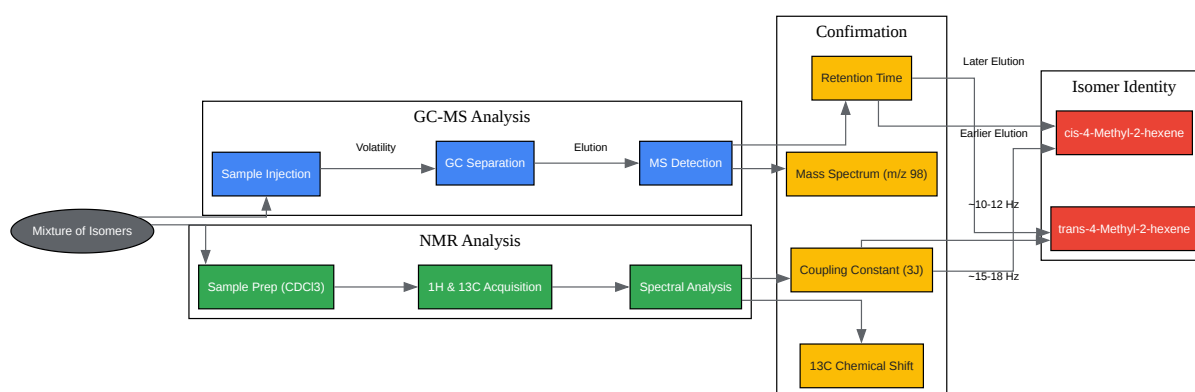 Mixture of Isomers
GC-MS Analysis
Sample Injection
Volatility
GC Separation
Elution
MS Detection
NMR Analysis
Sample Prep (CDCl3)
1H & 13C Acquisition
Spectral Analysis
Confirmation
Retention Time
Mass Spectrum (m/z 98)
Coupling Constant (3J)
13C Chemical Shift
Later Elution
Earlier Elution
~10-12 Hz
~15-18 Hz
Isomer Identity
cis-4-Methyl-2-hexene
trans-4-Methyl-2-hexene